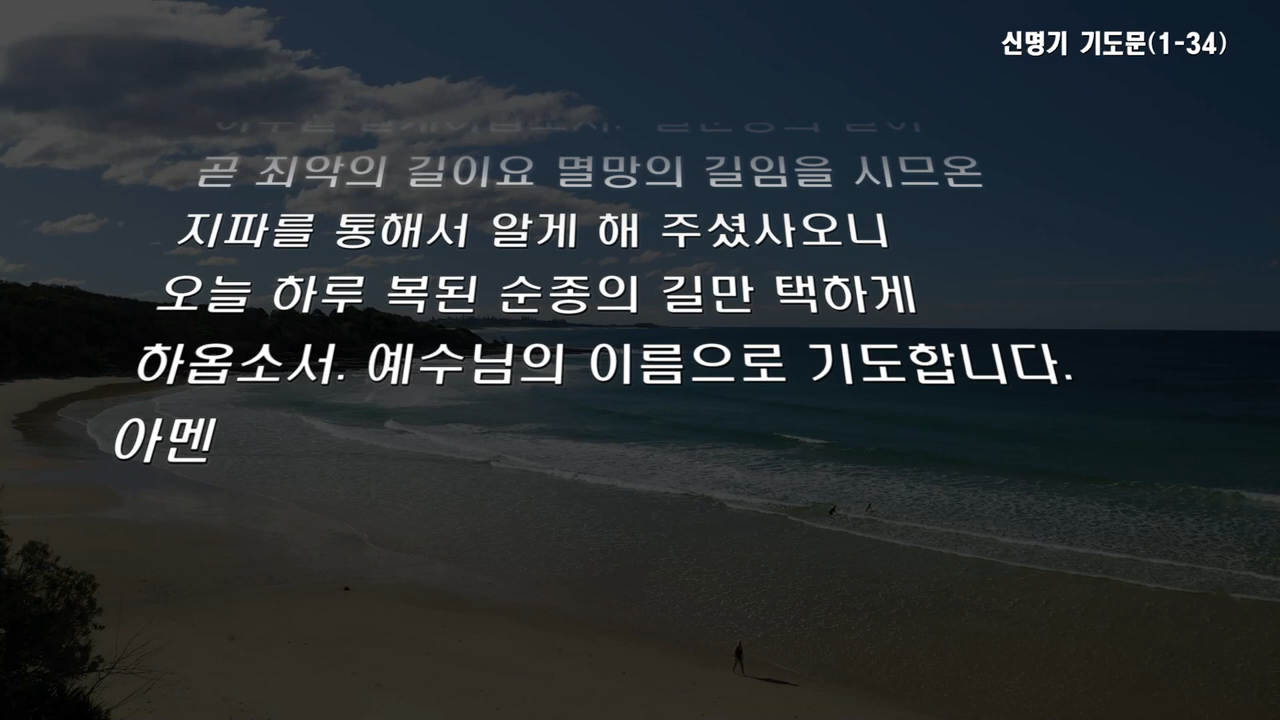 신명기 기도문(1-34)
곧 죄악의 길이요 멸망의 길임을 시므온
지파를 통해서 알게 해 주셨사오니
오늘 하루 복된 순종의 길만 택하게
하옵소서. 예수님의 이름으로 기도합니다.
아멘